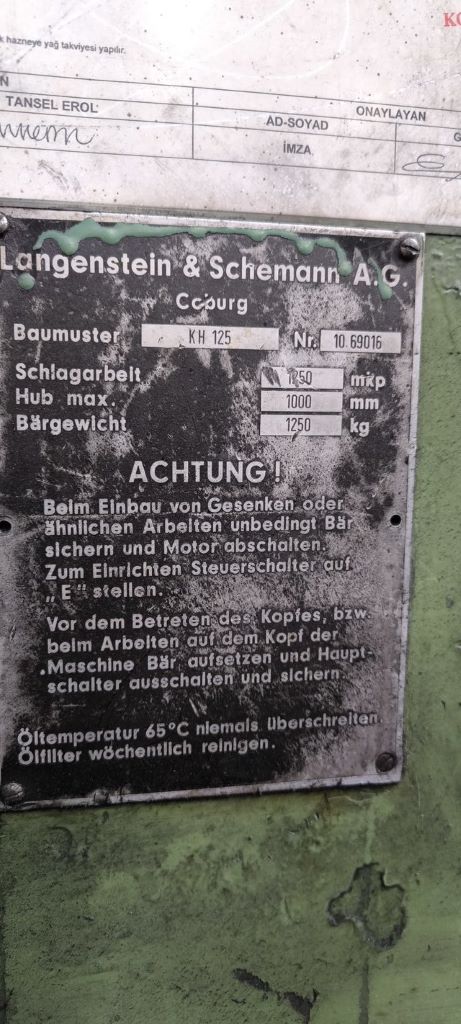 KO
k hazneye yağ takviyesi yapılır.
N
ONAYLAYAN
TANSEL EROL
AD-SOYAD
G
İMZA
Langenstein & Schemann A.G.
Coburg
Baumuster KH 125 Nr. 10.69016
Schlagarbeit 1250 mkp
Hub max. 1000 mm
Bärgewicht 1250 kg
ACHTUNG!
Beim Einbau von Gesenken oder
ähnlichen Arbeiten unbedingt Bär
sichern und Motor abschalten.
Zum Einrichten Steuerschalter auf
„E" stellen.
Vor dem Betreten des Kopfes, bzw.
beim Arbeiten auf dem Kopf der
Maschine Bär aufsetzen und Haupt-
schalter ausschalten und sichern.
Öltemperatur 65°C niemals überschreiten.
Ölfilter wöchentlich reinigen.